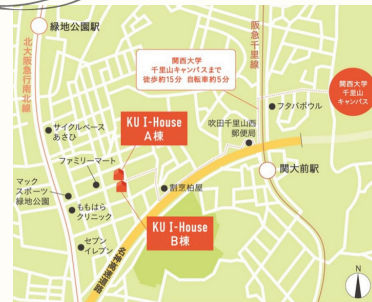 緑地公園駅
北大阪急行南北線
阪急千里線
関西大学
千里山キャンパスまで
徒歩約15分 自転車約5分
関西大学
千里山
キャンパス
フタバボウル
サイクルベース
あさひ
KU I-House
A棟
吹田千里山西
郵便局
ファミリーマート
関大前駅
マック
スポーツ
緑地公園
割烹柏屋
ももはら
クリニック
KU I-House
B棟
セブン
イレブン
名神高速道路
N